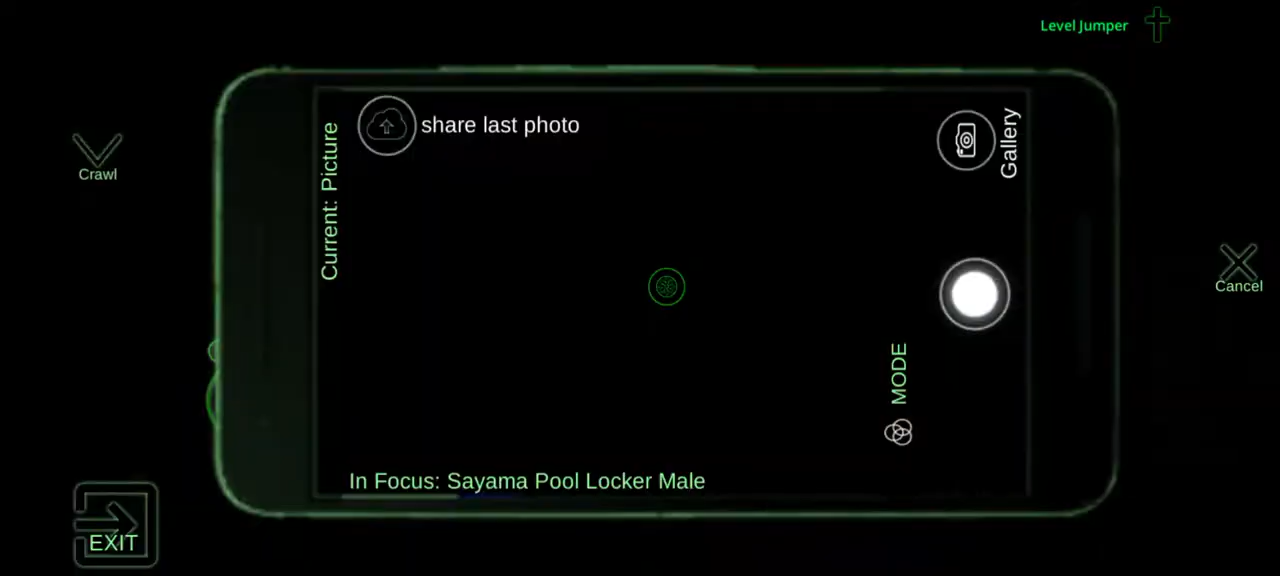 Level Jumper
share last photo
Gallery
Current: Picture
Crawl
Cancel
MODE
In Focus: Sayama Pool Locker Male
EXIT